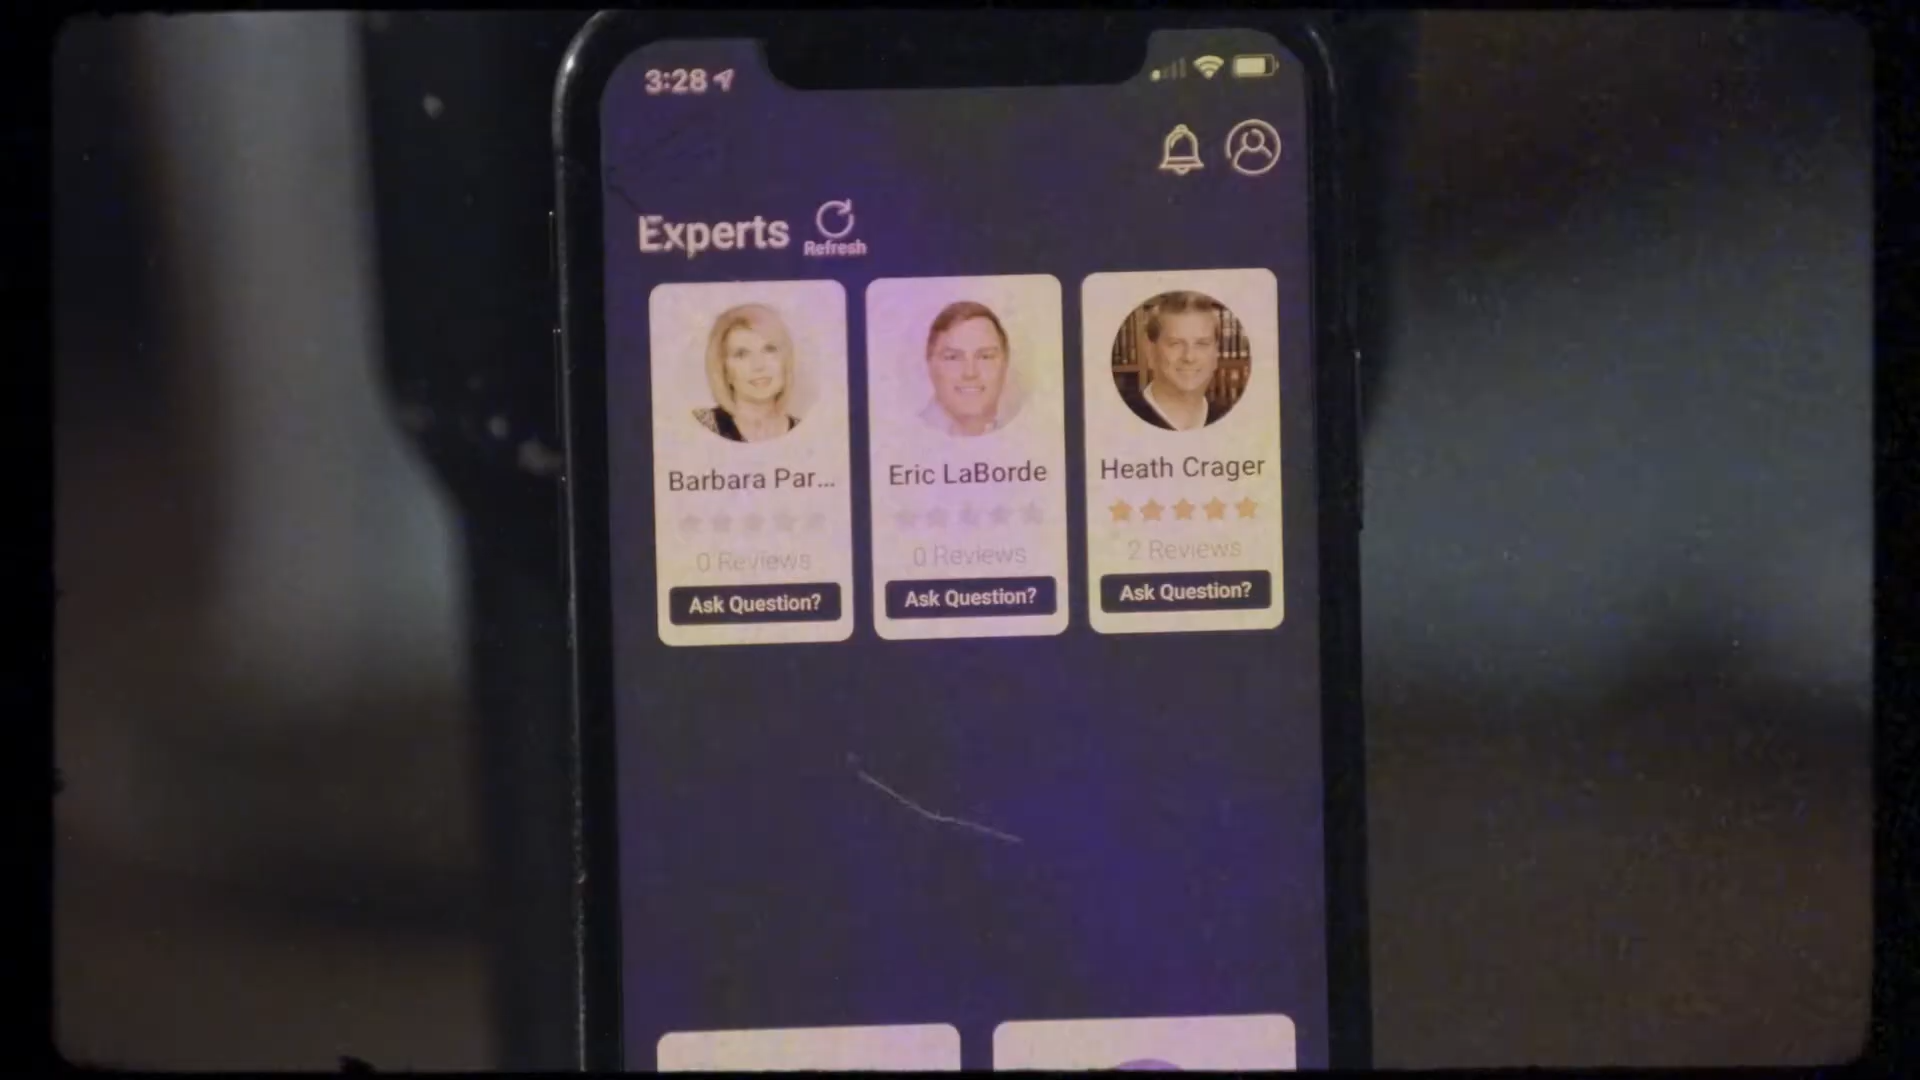 3:28
Experts
Refresh
Barbara Par...
0 Reviews
Ask Question?
Eric LaBorde
0 Reviews
Ask Question?
Heath Crager
2 Reviews
Ask Question?